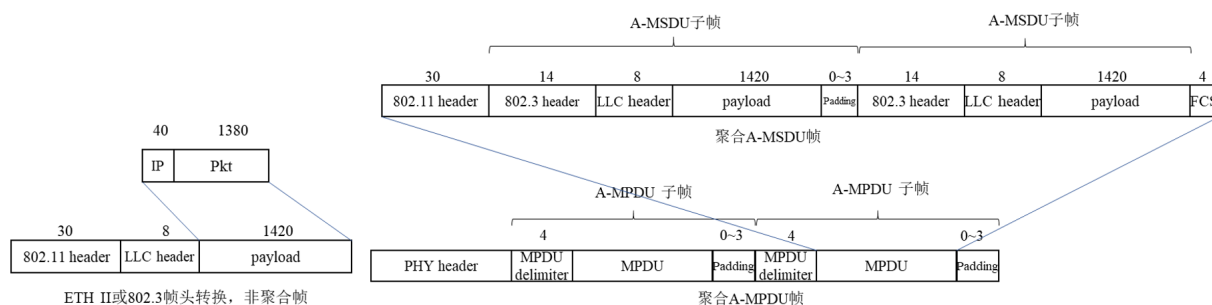 A-MSDU子帧 A-MSDU子帧
30 14 8 1420 0~3 14 8 1420 4
802.11 header 802.3 header LLC header payload Padding 802.3 header LLC header payload FCS
聚合A-MSDU帧
40 1380
IP Pkt
A-MPDU 子帧 A-MPDU 子帧
30 8 1420
4 0~3 4 0~3
802.11 header LLC header payload
PHY header MPDU delimiter MPDU Padding MPDU delimiter MPDU Padding
ETH II或802.3帧头转换，非聚合帧
聚合A-MPDU帧